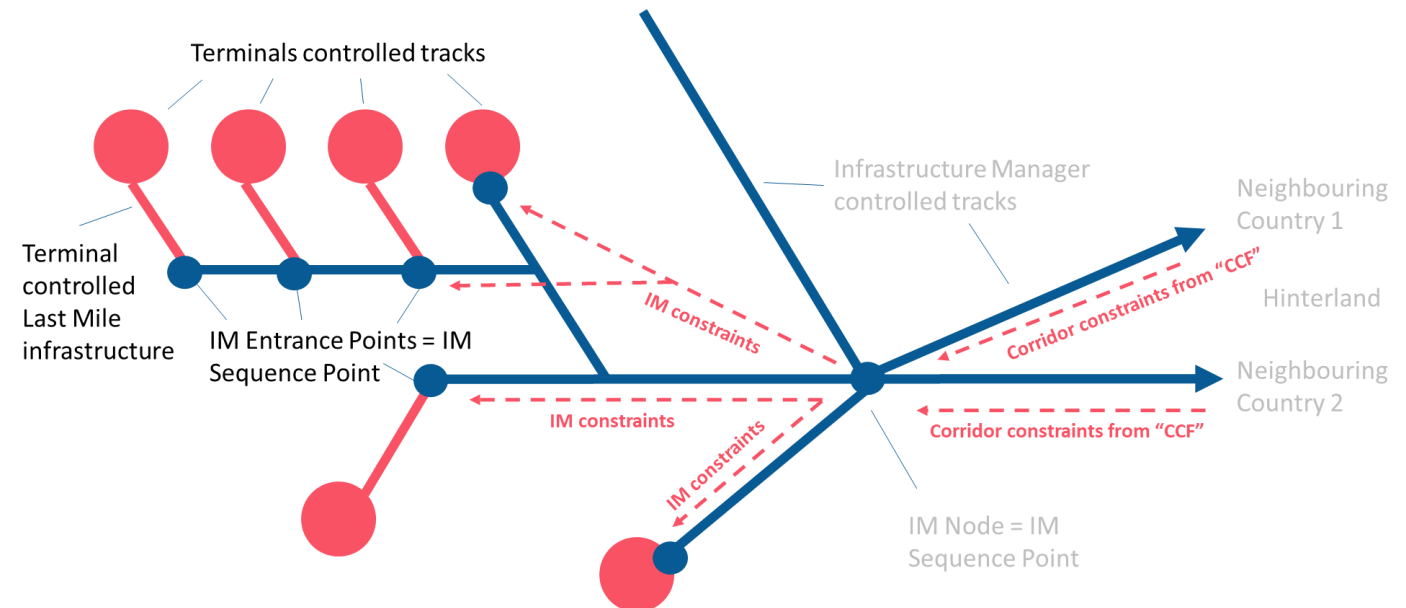 Terminals controlled tracks
Infrastructure Manager
controlled tracks
Neighbouring
Country 1
Terminal
controlled
Last Mile
infrastructure
Corridor constraints from “CCF”
Hinterland
IM constraints
IM Entrance Points = IM
Sequence Point
Neighbouring
Country 2
IM constraints
Corridor constraints from “CCF”
IM constraints
IM Node = IM
Sequence Point